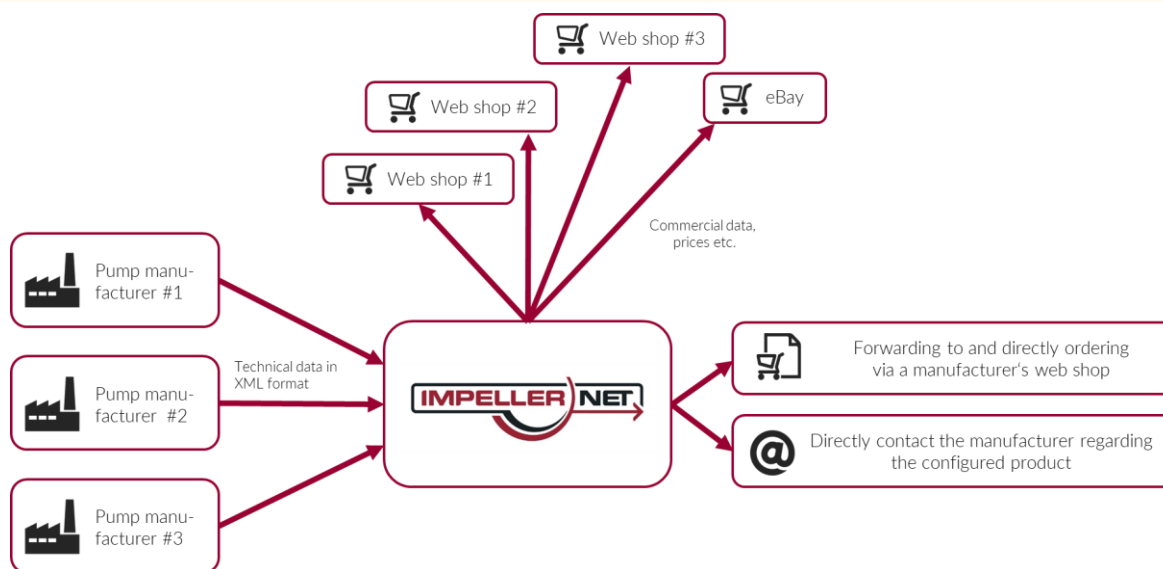 Web shop #3
Web shop #2
eBay
Web shop #1
Commercial data,
prices etc.
Pump manu-
facturer #1
Technical data in
XML format
Pump manu-
facturer #2
Pump manu-
facturer #3
IMPELLER NET
Forwarding to and directly ordering
via a manufacturer's web shop
@ Directly contact the manufacturer regarding
the configured product